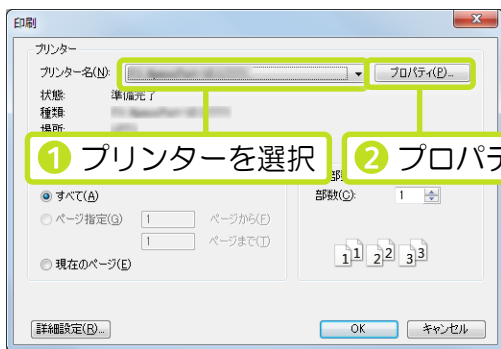 印刷
プリンター
プリンター名(N):
プロパティ(P)...
状態: 準備完了
種類:
場所:
❶ プリンターを選択
❷ プロパテ
すべて(A)
部数(C): 1
ページ指定(G) 1 ページから(F)
1 ページまで(T)
現在のページ(E)
1 1 2 2 3 3
詳細設定(R)...
OK キャンセル